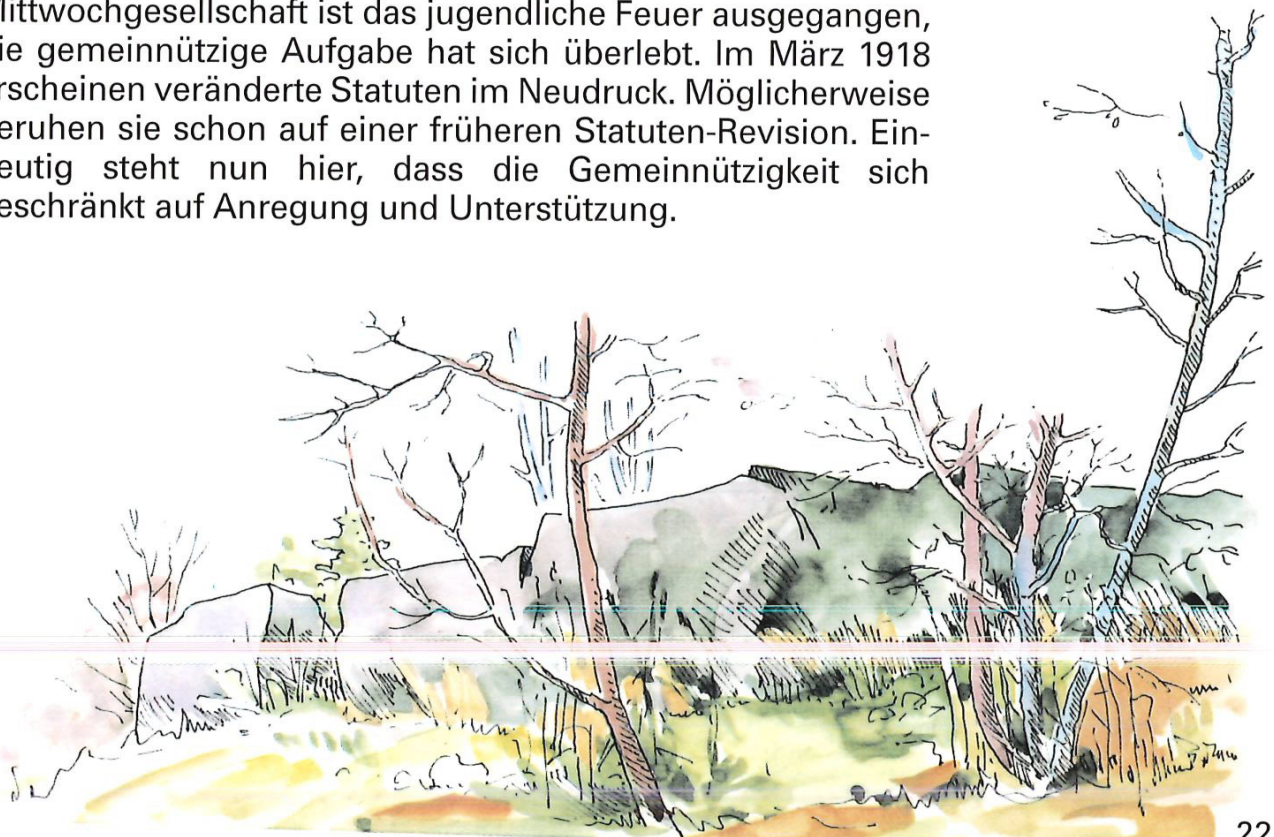 ittwochgesellschaft ist das jugendliche Feuer ausgegangen,
ie gemeinnützige Aufgabe hat sich überlebt. Im März 1918
rscheinen veränderte Statuten im Neudruck. Möglicherweise
eruhen sie schon auf einer früheren Statuten-Revision. Ein-
eutig steht nun hier, dass die Gemeinnützigkeit sich
eschränkt auf Anregung und Unterstützung.
22